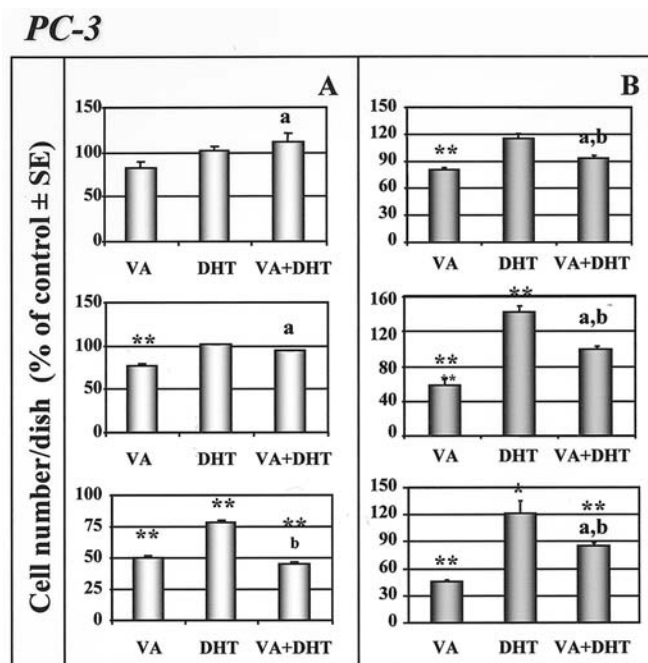 PC-3
Cell number/dish (% of control ± SE)
A
150
100
50
0
a
VA DHT VA+DHT
150
100
50
0
** a
VA DHT VA+DHT
100
75
50
25
0
** ** **
b
VA DHT VA+DHT
B
150
120
90
60
30
0
** a,b
VA DHT VA+DHT
160
120
80
40
0
**
a,b
**
**
VA DHT VA+DHT
150
120
90
60
30
0
* **
a,b
**
VA DHT VA+DHT